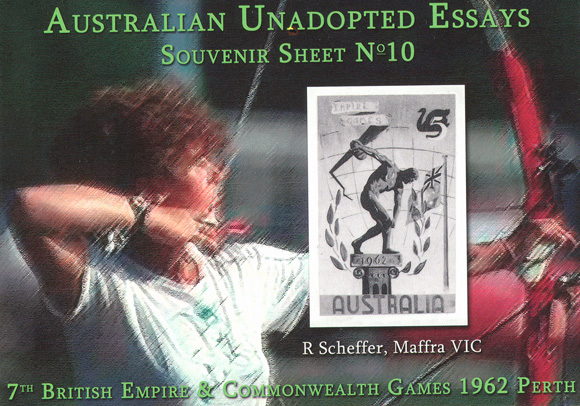 AUSTRALIAN UNADOPTED ESSAYS
SOUVENIR SHEET No10
EMPIRE
GAMES
5D
1962
AUSTRALIA
R Scheffer, Maffra VIC
7TH BRITISH EMPIRE & COMMONWEALTH GAMES 1962 PERTH